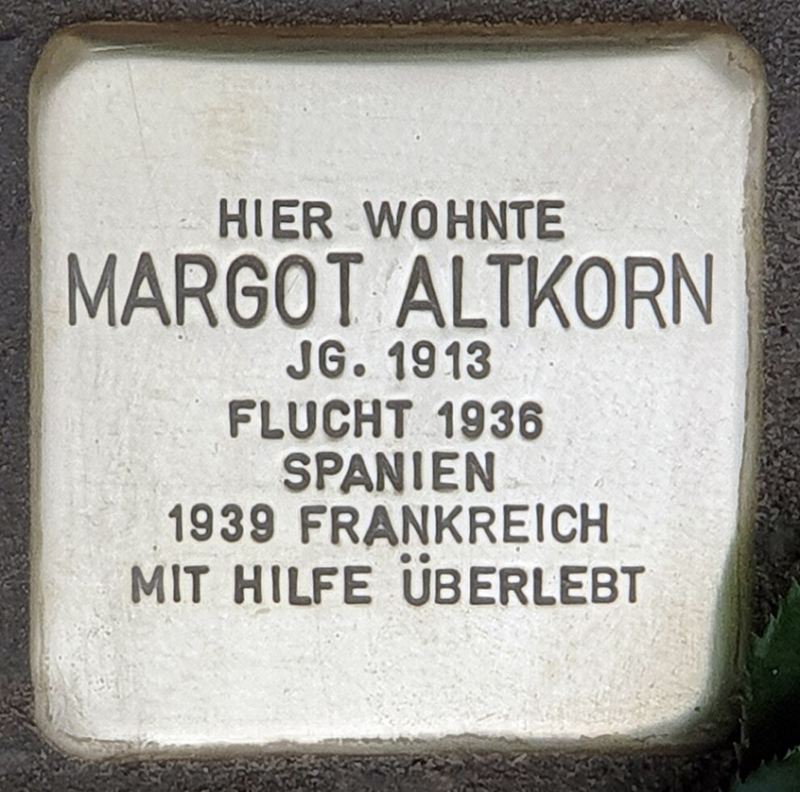 HIER WOHNTE
MARGOT ALTKORN
JG. 1913
FLUCHT 1936
SPANIEN
1939 FRANKREICH
MIT HILFE ÜBERLEBT